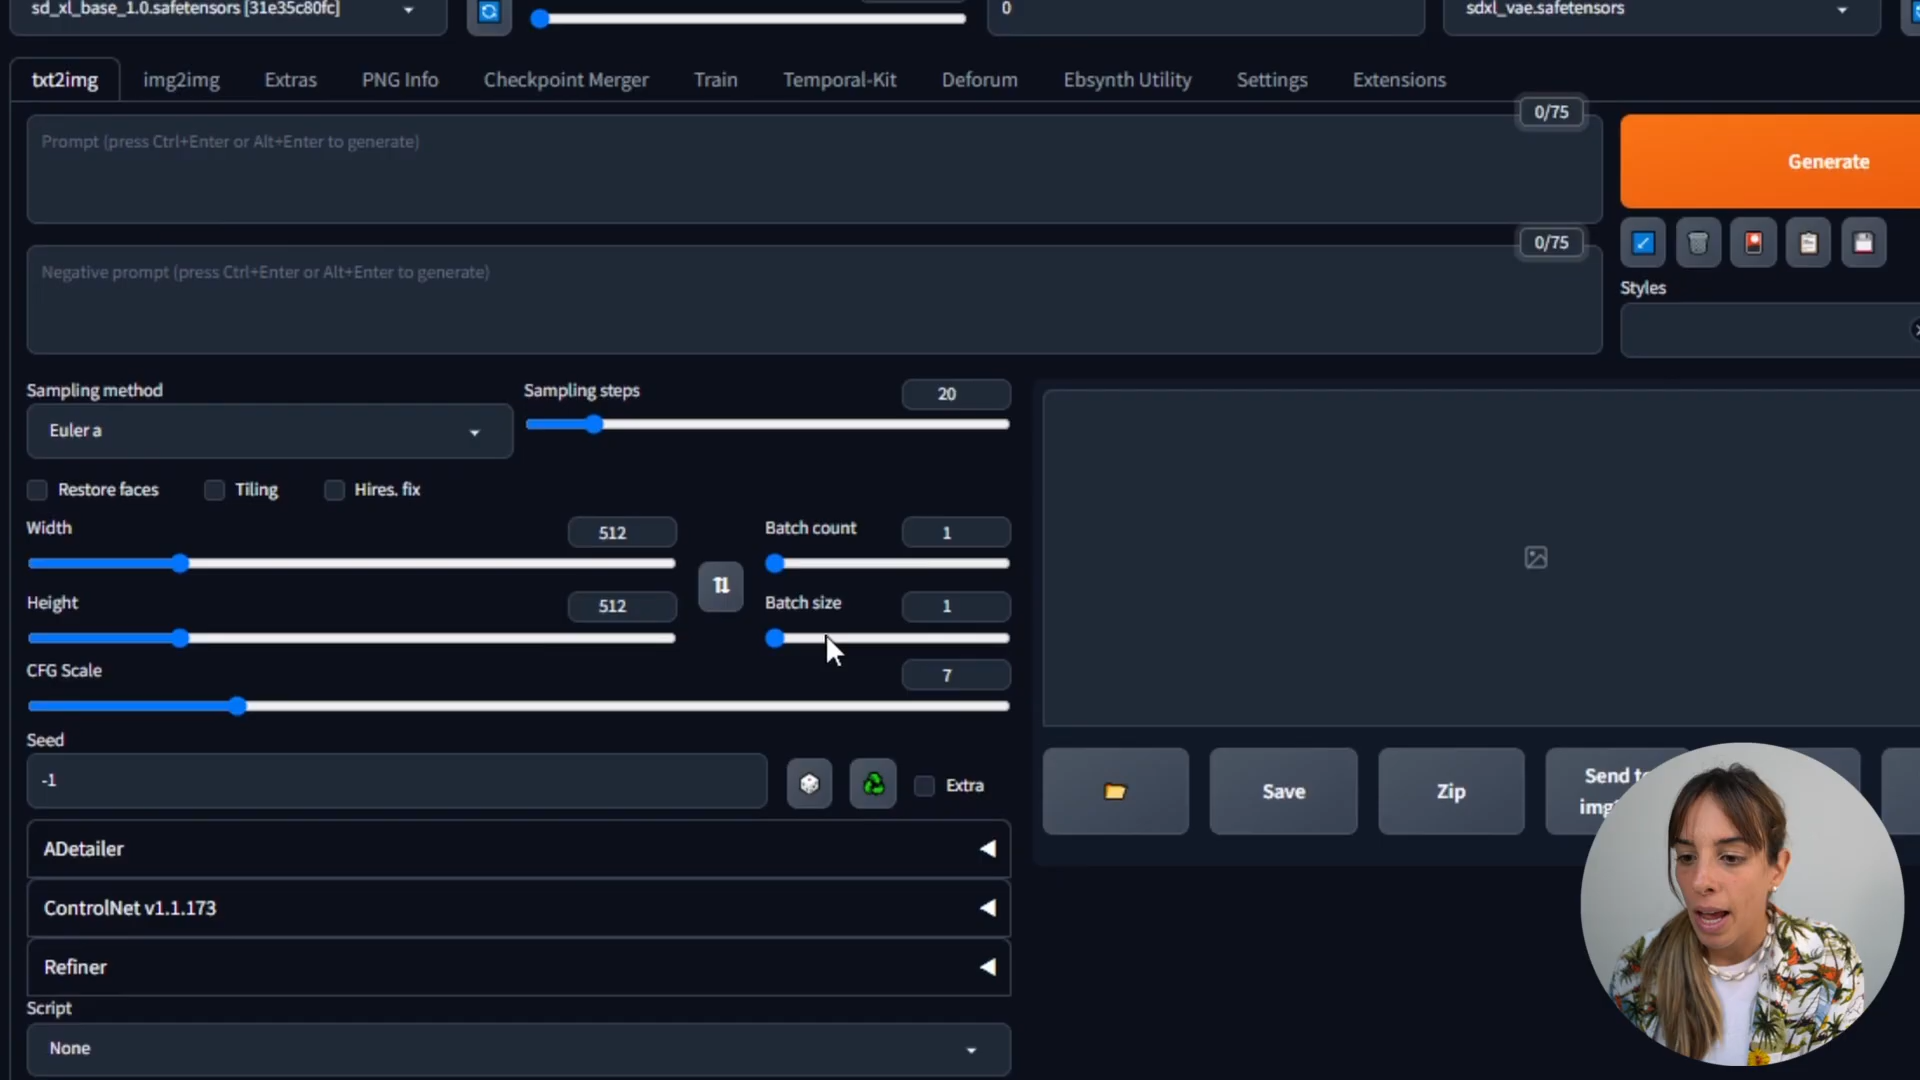 sd_xl_base_1.0.safetensors [31e35c80fc]
0
sdxl_vae.safetensors
txt2img
img2img
Extras
PNG Info
Checkpoint Merger
Train
Temporal-Kit
Deforum
Ebsynth Utility
Settings
Extensions
0/75
Prompt (press Ctrl+Enter or Alt+Enter to generate)
Generate
0/75
Negative prompt (press Ctrl+Enter or Alt+Enter to generate)
Styles
Sampling method
Euler a
Sampling steps
20
Restore faces
Tiling
Hires. fix
Width
512
Batch count
1
Height
512
Batch size
1
CFG Scale
7
Seed
-1
Extra
Save
Zip
Send
ADetailer
ControlNet v1.1.173
Refiner
Script
None